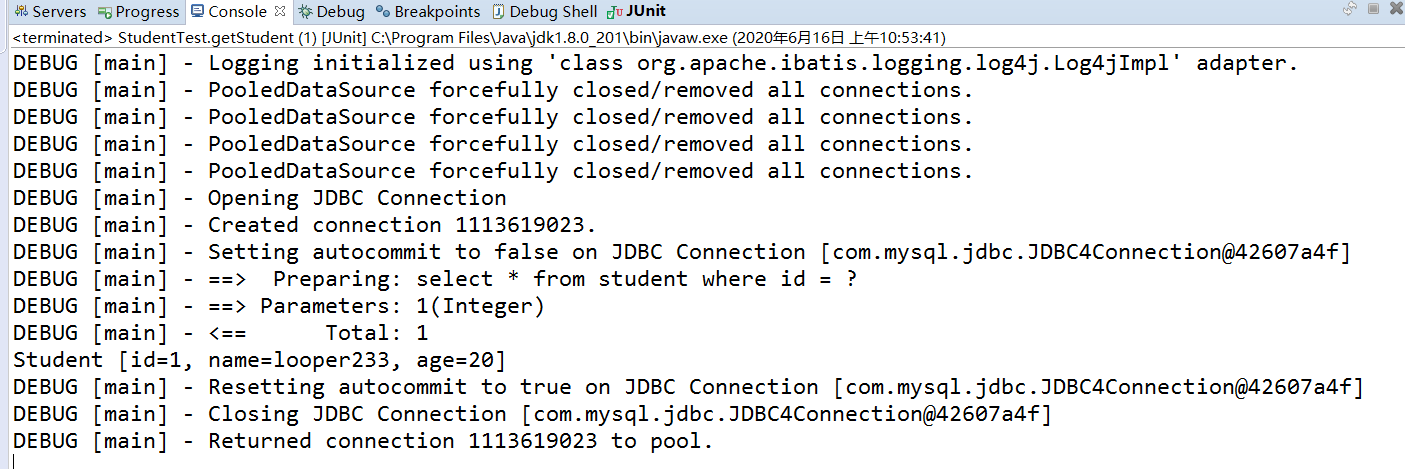 Servers Progress Console Debug Breakpoints Debug Shell JUnit
<terminated> StudentTest.getStudent (1) [JUnit] C:\Program Files\Java\jdk1.8.0_201\bin\javaw.exe (2020年6月16日 上午10:53:41)
DEBUG [main] - Logging initialized using 'class org.apache.ibatis.logging.log4j.Log4jImpl' adapter.
DEBUG [main] - PooledDataSource forcefully closed/removed all connections.
DEBUG [main] - PooledDataSource forcefully closed/removed all connections.
DEBUG [main] - PooledDataSource forcefully closed/removed all connections.
DEBUG [main] - PooledDataSource forcefully closed/removed all connections.
DEBUG [main] - Opening JDBC Connection
DEBUG [main] - Created connection 1113619023.
DEBUG [main] - Setting autocommit to false on JDBC Connection [com.mysql.jdbc.JDBC4Connection@42607a4f]
DEBUG [main] - ==>  Preparing: select * from student where id = ?
DEBUG [main] - ==> Parameters: 1(Integer)
DEBUG [main] - <==      Total: 1
Student [id=1, name=looper233, age=20]
DEBUG [main] - Resetting autocommit to true on JDBC Connection [com.mysql.jdbc.JDBC4Connection@42607a4f]
DEBUG [main] - Closing JDBC Connection [com.mysql.jdbc.JDBC4Connection@42607a4f]
DEBUG [main] - Returned connection 1113619023 to pool.